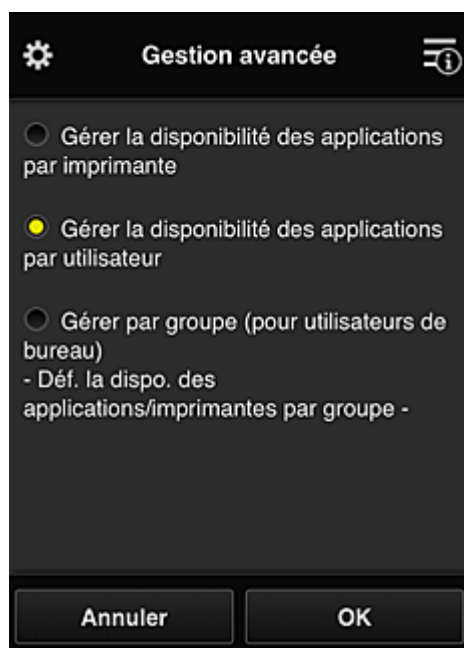 Gestion avancée
Gérer la disponibilité des applications
par imprimante
Gérer la disponibilité des applications
par utilisateur
Gérer par groupe (pour utilisateurs de
bureau)
- Déf. la dispo. des
applications/imprimantes par groupe -
Annuler
OK